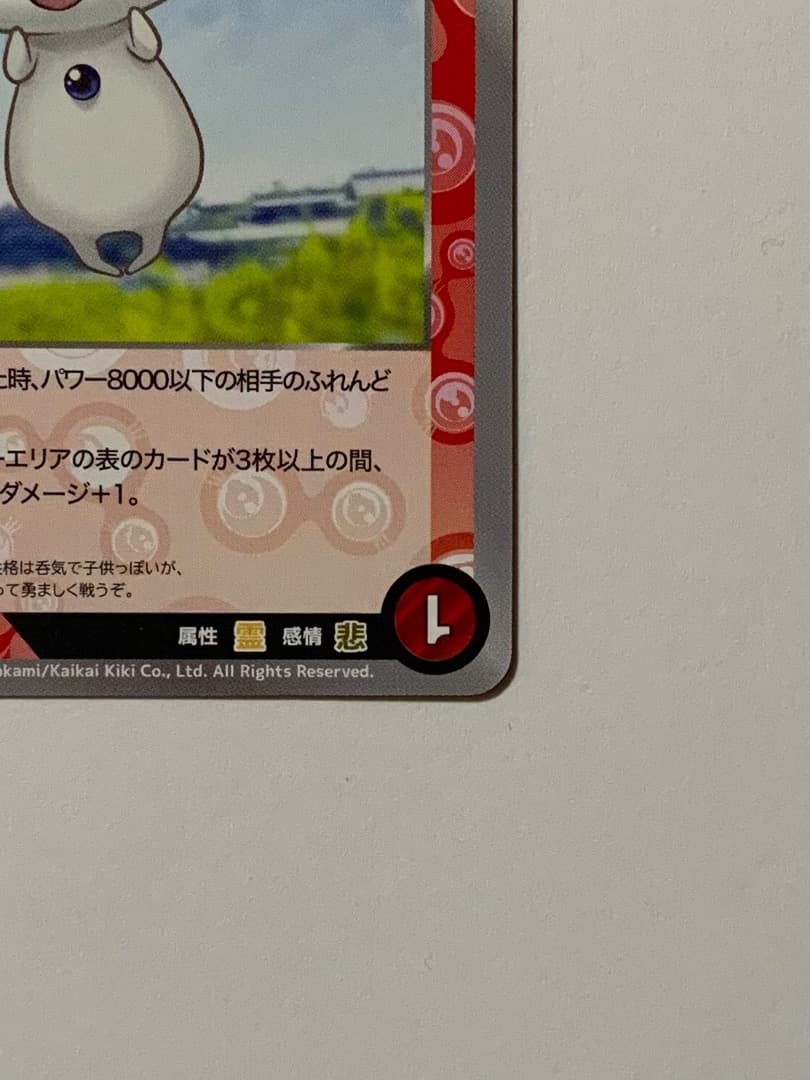 時、パワー8000以下の相手のふれんど
エリアの表のカードが3枚以上の間、
ダメージ+1。
格は呑気で子供っぽいが、
って勇ましく戦うぞ。
属性 霊 感情 悲
1
kami/Kaikai Kiki Co., Ltd. All Rights Reserved.